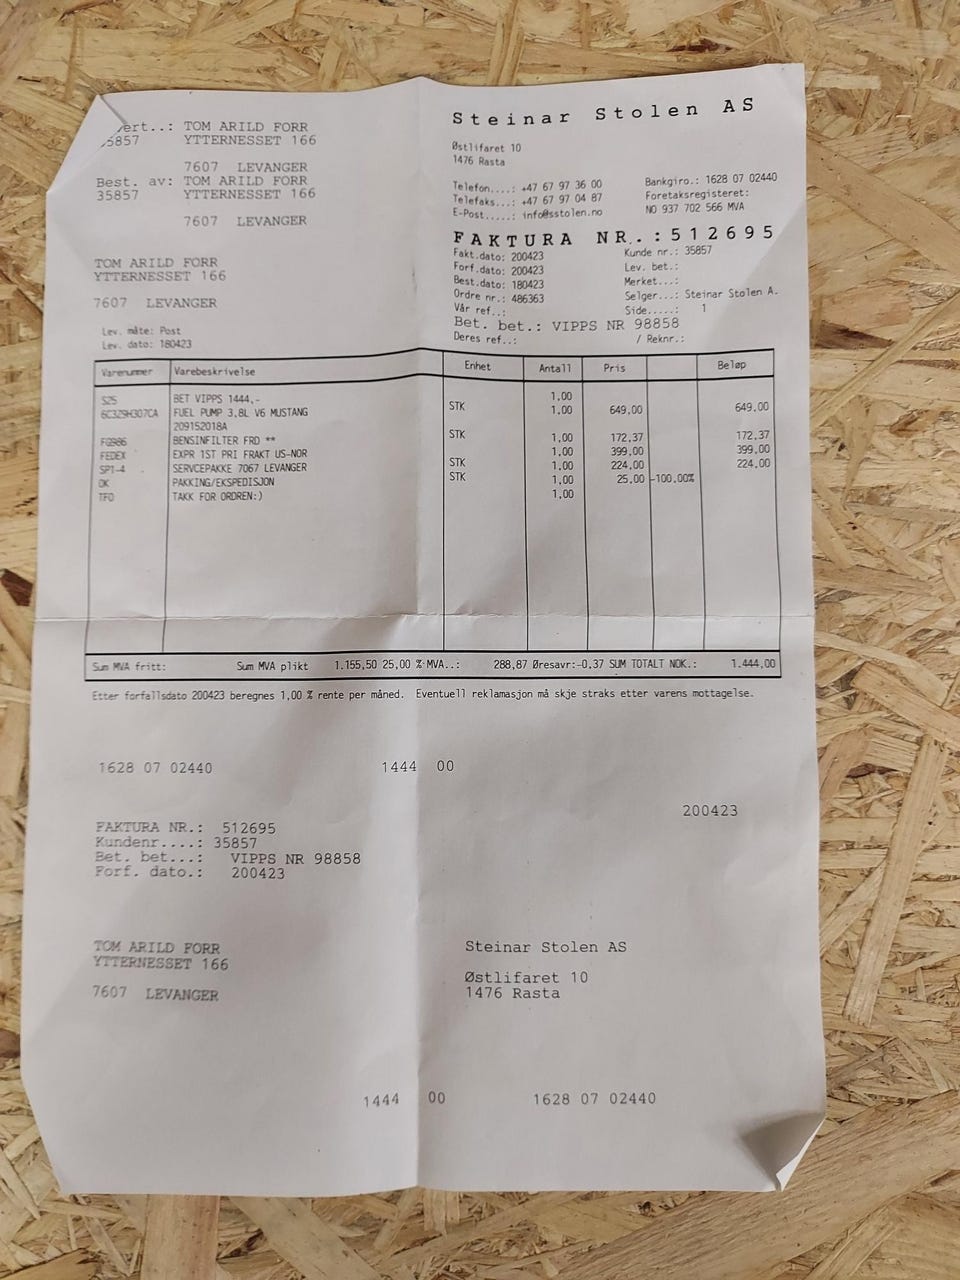 TOM ARILD FORR
35857 YTTERNESSET 166
7607 LEVANGER
Best. av: TOM ARILD FORR
35857 YTTERNESSET 166
7607 LEVANGER
TOM ARILD FORR
YTTERNESSET 166
7607 LEVANGER
Lev. måte: Post
Lev. dato: 180423
Steinar Stolen AS
Østlifaret 10
1476 Rasta
Telefon....: +47 67 97 36 00
Telefaks...: +47 67 97 04 87
E-Post.....: info@sstolen.no
Bankgiro.: 1628 07 02440
Foretaksregisteret:
NO 937 702 566 MVA
FAKTURA NR.:512695
Fakt.dato: 200423
Forf.dato: 200423
Best.dato: 180423
Ordre nr.: 486363
Vår ref..:
Kunde nr.: 35857
Lev. bet.:
Merket...:
Selger...: Steinar Stolen A.
Side.....: 1
Bet. bet.: VIPPS NR 98858
Deres ref..: / Reknr.:
Varenummer Varebeskrivelse Enhet Antall Pris Beløp
S25 BET VIPPS 1444,- 1,00
6C3Z9H307CA FUEL PUMP 3,8L V6 MUSTANG STK 1,00 649,00 649,00
209152018A
FG986 BENSINFILTER FRD ** STK 1,00 172,37 172,37
FEDEX EXPR 1ST PRI FRAKT US-NOR 1,00 399,00 399,00
SP1-4 SERVCEPAKKE 7067 LEVANGER STK 1,00 224,00 224,00
OK PAKKING/EKSPEDISJON STK 1,00 25,00 -100.00%
TFO TAKK FOR ORDREN:) 1,00
Sum MVA fritt: Sum MVA plikt 1.155,50 25,00 % MVA..: 288,87 Øresavr:-0,37 SUM TOTALT NOK.: 1.444,00
Etter forfallsdato 200423 beregnes 1,00 % rente per måned. Eventuell reklamasjon må skje straks etter varens mottagelse.
1628 07 02440 1444 00
200423
FAKTURA NR.: 512695
Kundenr....: 35857
Bet. bet...: VIPPS NR 98858
Forf. dato.: 200423
TOM ARILD FORR
YTTERNESSET 166
7607 LEVANGER
Steinar Stolen AS
Østlifaret 10
1476 Rasta
1444 00 1628 07 02440